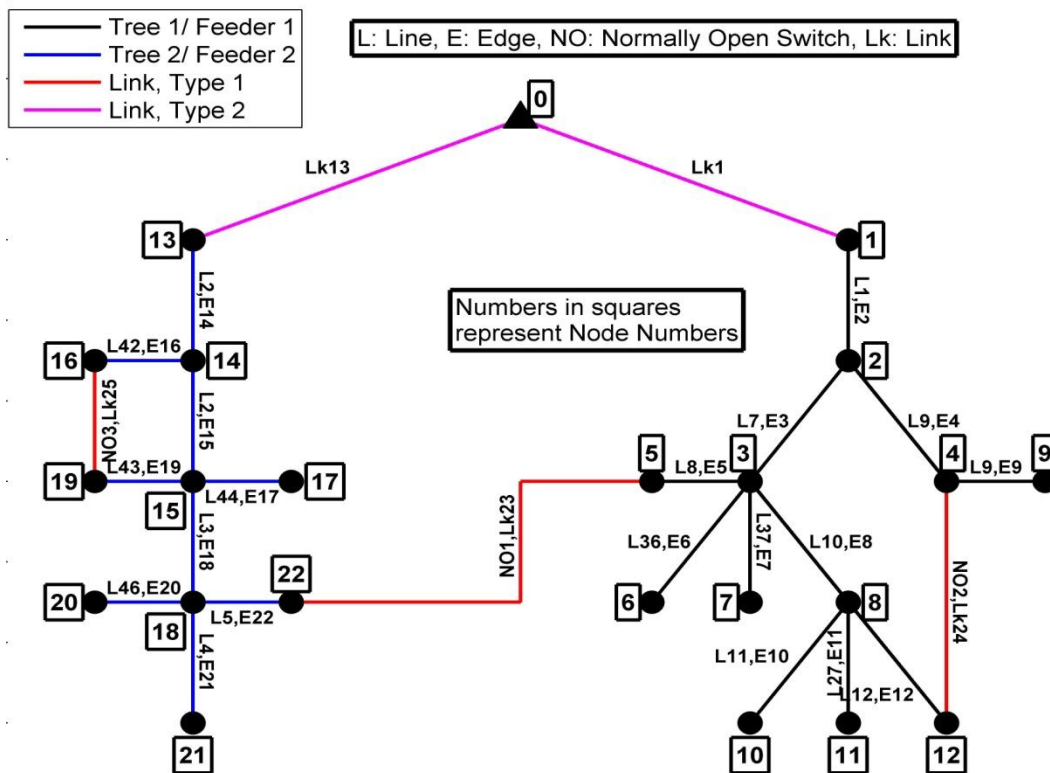 Tree 1/ Feeder 1
Tree 2/ Feeder 2
Link, Type 1
Link, Type 2
L: Line, E: Edge, NO: Normally Open Switch, Lk: Link
0
Lk13
Lk1
13
1
L2,E14
L1,E2
Numbers in squares
represent Node Numbers
16
L42,E16
14
2
NO3,Lk25
L2,E15
L7,E3
L9,E4
5
3
4
9
19
L43,E19
L44,E17
17
L8,E5
L9,E9
15
L3,E18
NO1,Lk23
L36,E6
L37,E7
L10,E8
NO2,Lk24
20
L46,E20
22
18
L5,E22
6
7
8
L4,E21
L11,E10
L27,E11
L12,E12
21
10
11
12